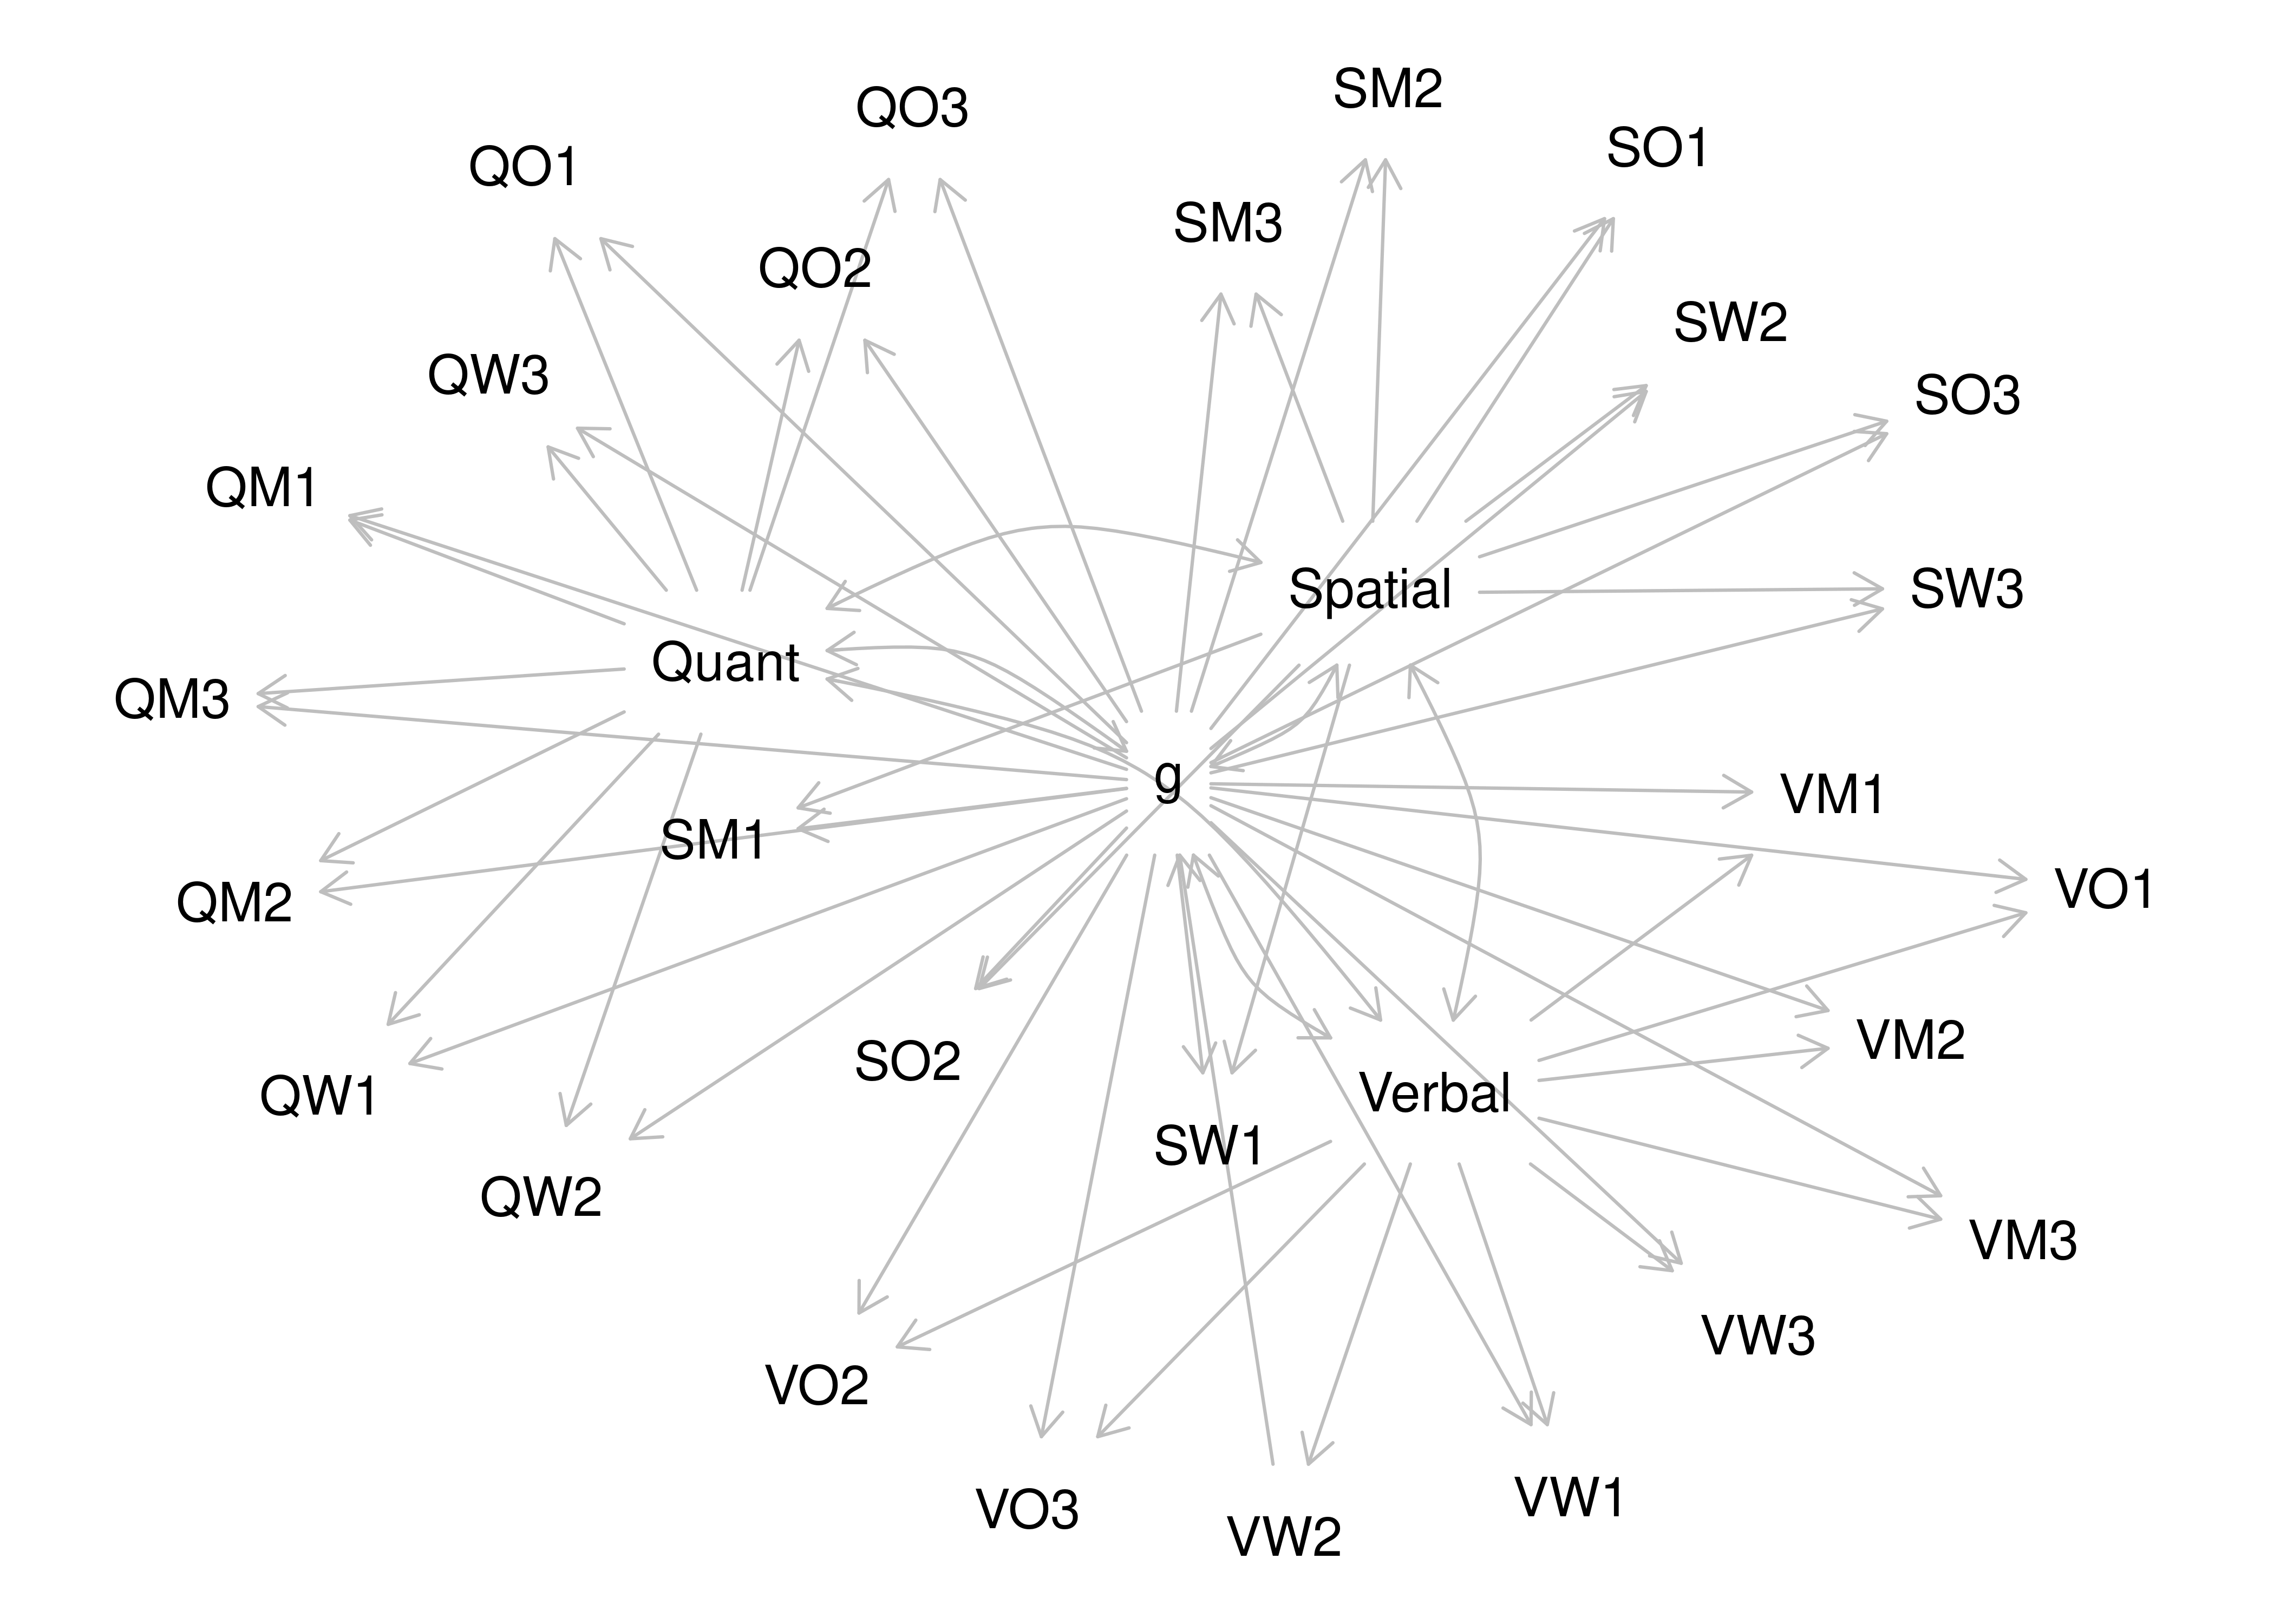 SM2
QO3
SO1
QO1
SM3
QO2
SW2
QW3
SO3
QM1
Spatial
SW3
Quant
QM3
g
VM1
SM1
VO1
QM2
VM2
SO2
Verbal
QW1
SW1
QW2
VM3
VW3
VO2
VW1
VO3
VW2